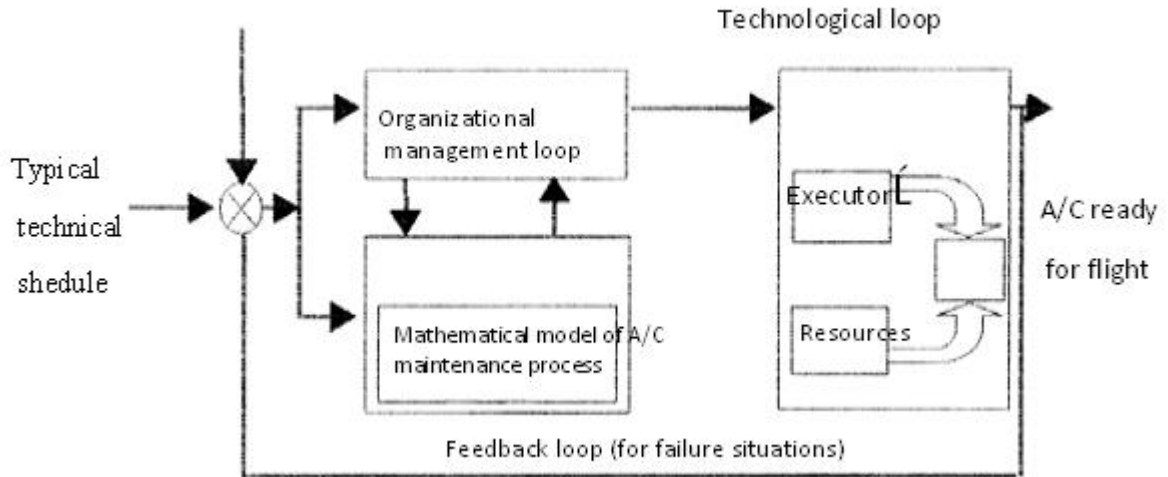 Technological loop
Organizational
management loop
Typical
technical
shedule
ExecutorĹ
A/C ready
for flight
Mathematical model of A/C
maintenance process
Resources
Feedback loop (for failure situations)